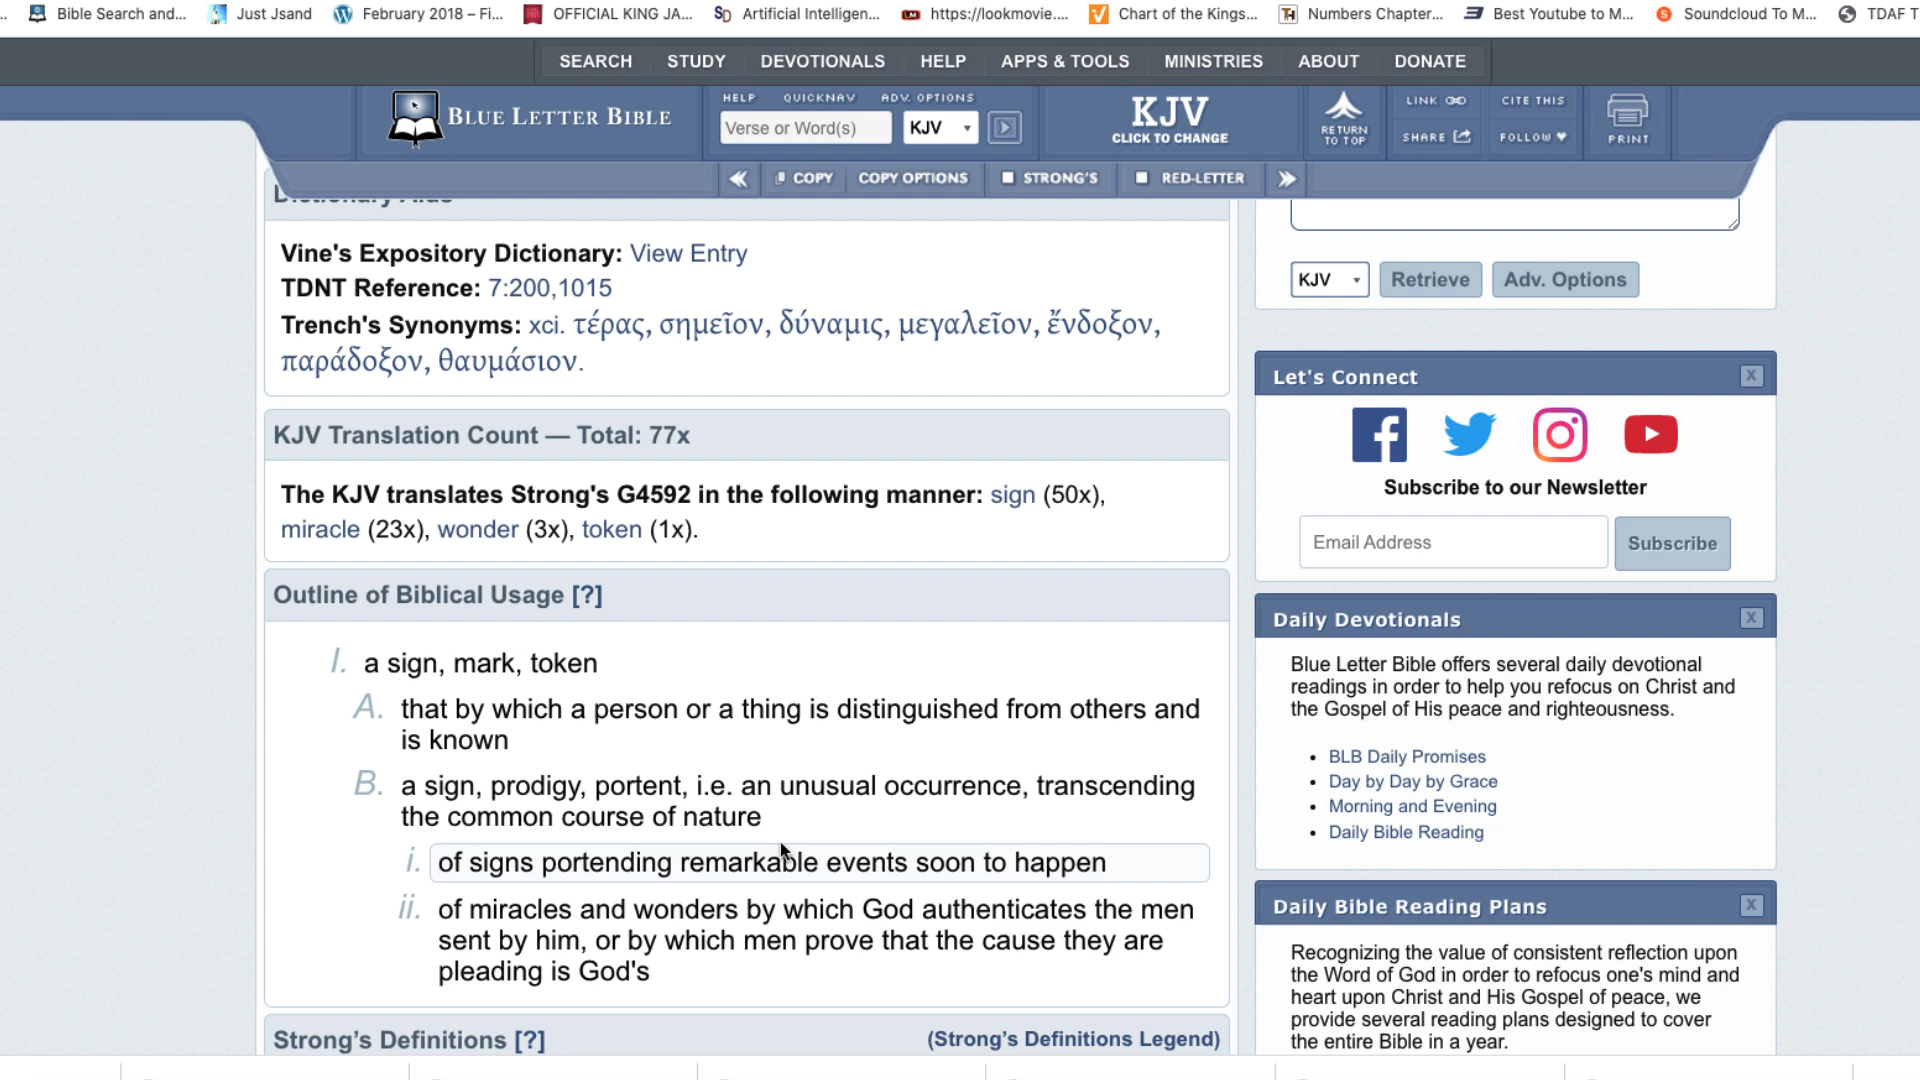 Bible Search and...
Just Jsand
February 2018 – Fi...
OFFICIAL KING JA...
Artificial Intelligen...
https://lookmovie....
Chart of the Kings...
Numbers Chapter...
Best Youtube to M...
Soundcloud To M...
TDAF T
SEARCH STUDY DEVOTIONALS HELP APPS & TOOLS MINISTRIES ABOUT DONATE
BLUE LETTER BIBLE
HELP QUICKNAV ADV. OPTIONS
Verse or Word(s)
KJV
KJV
CLICK TO CHANGE
RETURN
TO TOP
LINK
SHARE
CITE THIS
FOLLOW
PRINT
COPY COPY OPTIONS STRONG'S RED-LETTER
Dictionary Aids
Vine's Expository Dictionary: View Entry
TDNT Reference: 7:200,1015
Trench's Synonyms: xci. τέρας, σημεῖον, δύναμις, μεγαλεῖον, ἔνδοξον,
παράδοξον, θαυμάσιον.
KJV Translation Count — Total: 77x
The KJV translates Strong's G4592 in the following manner: sign (50x),
miracle (23x), wonder (3x), token (1x).
Outline of Biblical Usage [?]
I. a sign, mark, token
A. that by which a person or a thing is distinguished from others and
is known
B. a sign, prodigy, portent, i.e. an unusual occurrence, transcending
the common course of nature
i. of signs portending remarkable events soon to happen
ii. of miracles and wonders by which God authenticates the men
sent by him, or by which men prove that the cause they are
pleading is God's
Strong’s Definitions [?] (Strong’s Definitions Legend)
KJV Retrieve Adv. Options
Let's Connect X
Subscribe to our Newsletter
Email Address Subscribe
Daily Devotionals X
Blue Letter Bible offers several daily devotional
readings in order to help you refocus on Christ and
the Gospel of His peace and righteousness.
• BLB Daily Promises
• Day by Day by Grace
• Morning and Evening
• Daily Bible Reading
Daily Bible Reading Plans X
Recognizing the value of consistent reflection upon
the Word of God in order to refocus one's mind and
heart upon Christ and His Gospel of peace, we
provide several reading plans designed to cover
the entire Bible in a year.